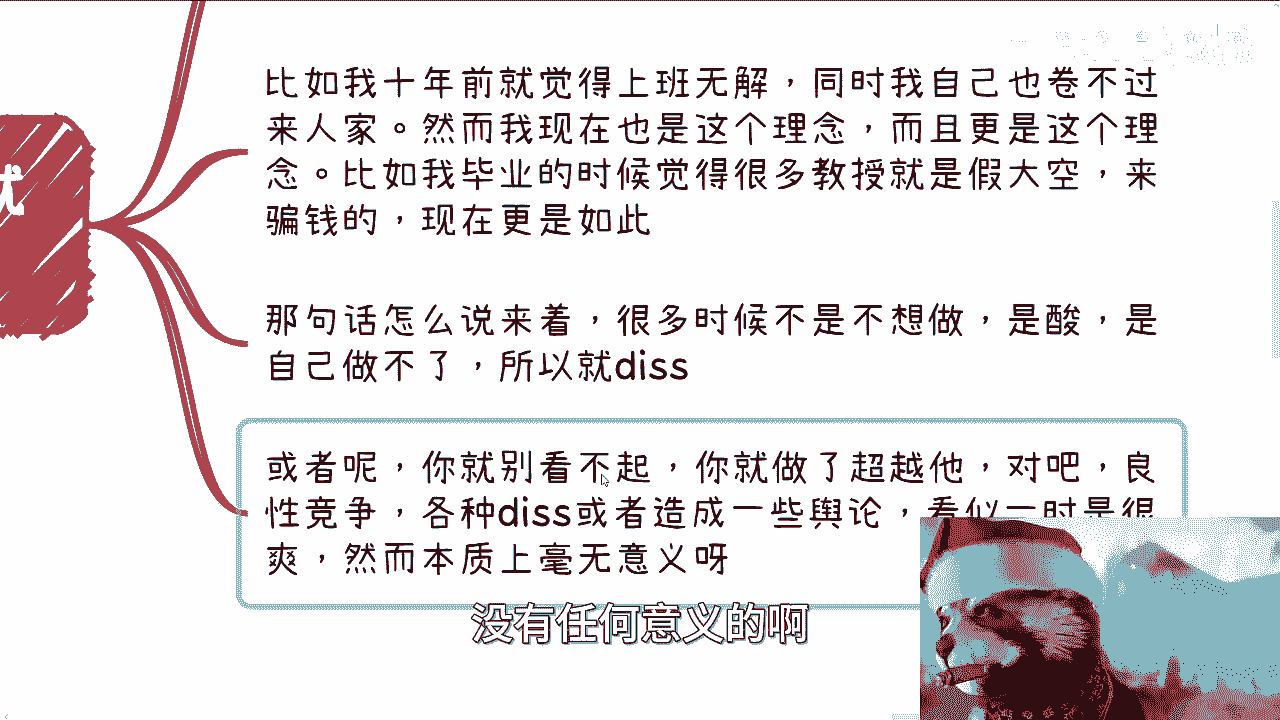 比如我十年前就觉得上班无解，同时我自己也卷不过
来人家。然而我现在也是这个理念，而且更是这个理
念。比如我毕业的时候觉得很多教授就是假大空，来
骗钱的，现在更是如此
那句话怎么说来着，很多时候不是不想做，是酸，是
自己做不了，所以就diss
或者呢，你就别看不起，你就做了超越他，对吧，良
性竞争，各种diss或者造成一些舆论，看似一时是很
爽，然而本质上毫无意义呀
没有任何意义的啊